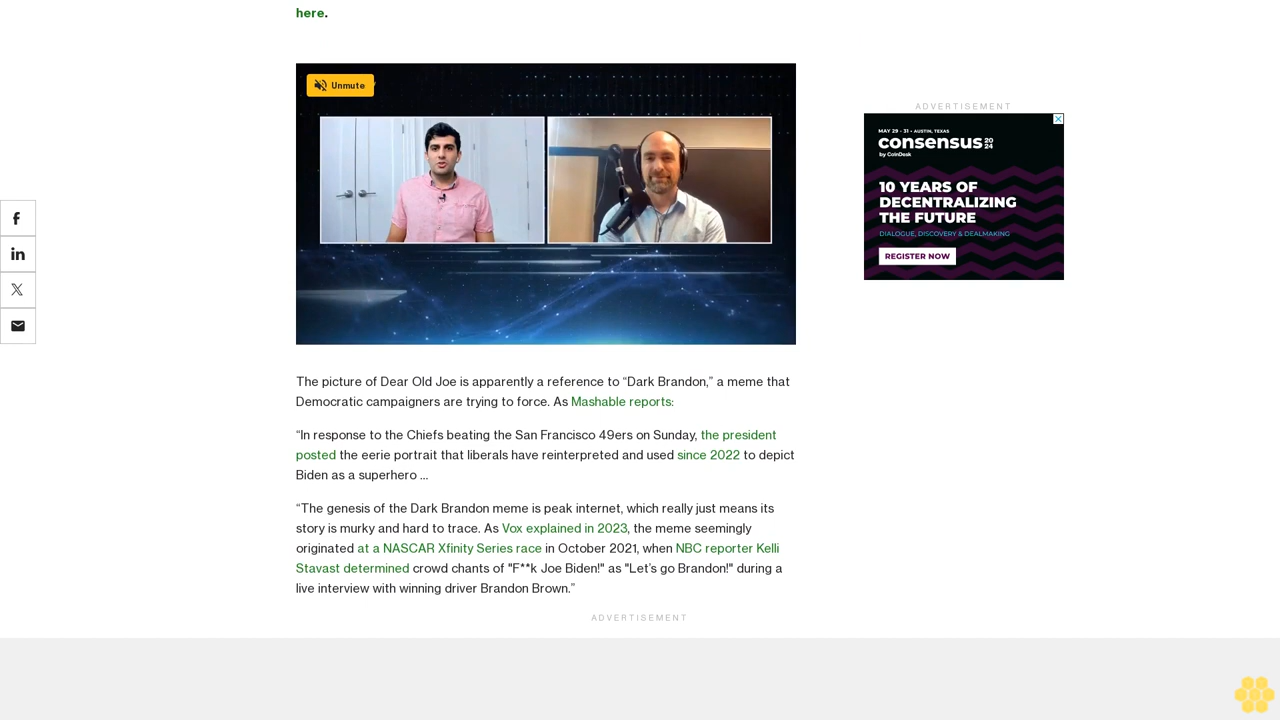 here.
Unmute
ADVERTISEMENT
MAY 29 - 31 • AUSTIN, TEXAS
consensus 2024
by CoinDesk
10 YEARS OF
DECENTRALIZING
THE FUTURE
DIALOGUE, DISCOVERY & DEALMAKING
REGISTER NOW
The picture of Dear Old Joe is apparently a reference to “Dark Brandon,” a meme that
Democratic campaigners are trying to force. As Mashable reports:
“In response to the Chiefs beating the San Francisco 49ers on Sunday, the president
posted the eerie portrait that liberals have reinterpreted and used since 2022 to depict
Biden as a superhero ...
“The genesis of the Dark Brandon meme is peak internet, which really just means its
story is murky and hard to trace. As Vox explained in 2023, the meme seemingly
originated at a NASCAR Xfinity Series race in October 2021, when NBC reporter Kelli
Stavast determined crowd chants of "F**k Joe Biden!" as "Let’s go Brandon!" during a
live interview with winning driver Brandon Brown.”
ADVERTISEMENT